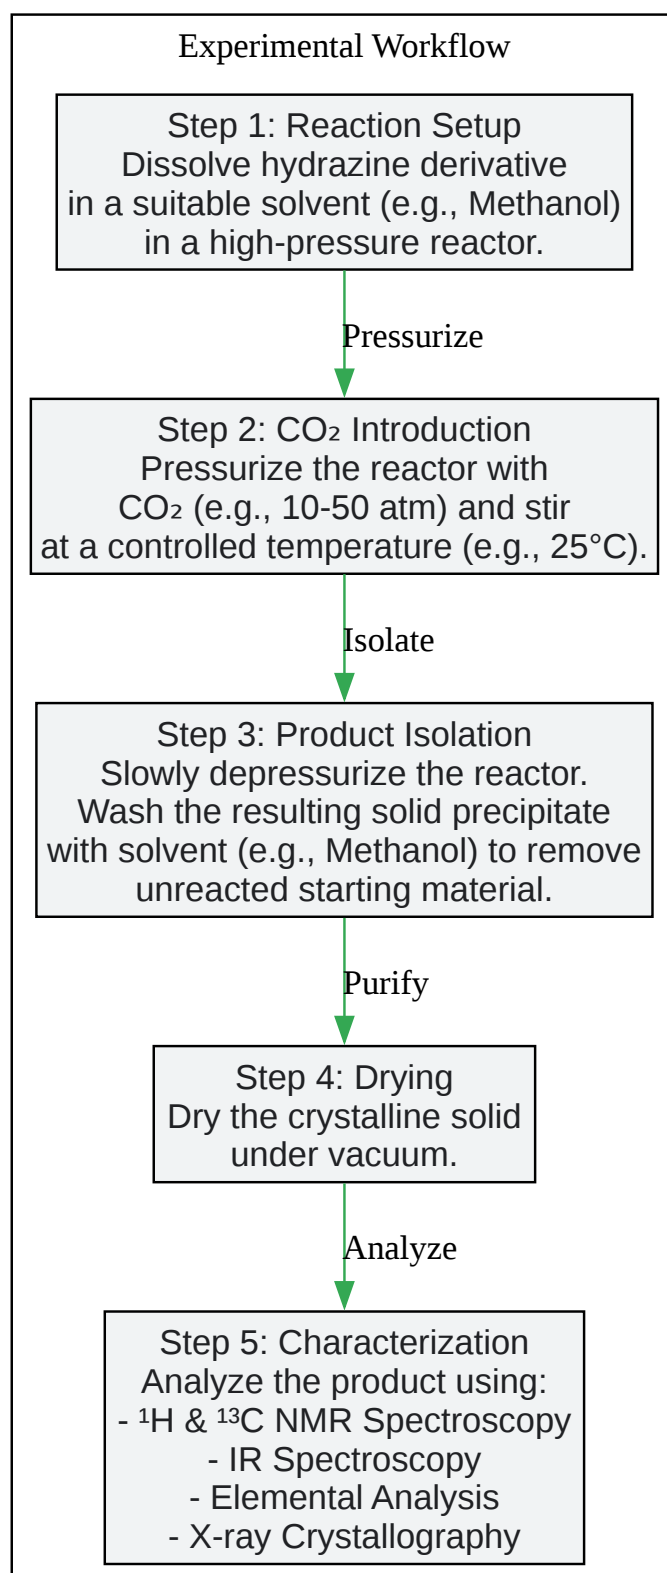 Experimental Workflow
Step 1: Reaction Setup
Dissolve hydrazine derivative
in a suitable solvent (e.g., Methanol)
in a high-pressure reactor.
Pressurize
Step 2: CO₂ Introduction
Pressurize the reactor with
CO₂ (e.g., 10-50 atm) and stir
at a controlled temperature (e.g., 25°C).
Isolate
Step 3: Product Isolation
Slowly depressurize the reactor.
Wash the resulting solid precipitate
with solvent (e.g., Methanol) to remove
unreacted starting material.
Purify
Step 4: Drying
Dry the crystalline solid
under vacuum.
Analyze
Step 5: Characterization
Analyze the product using:
- ¹H & ¹³C NMR Spectroscopy
- IR Spectroscopy
- Elemental Analysis
- X-ray Crystallography